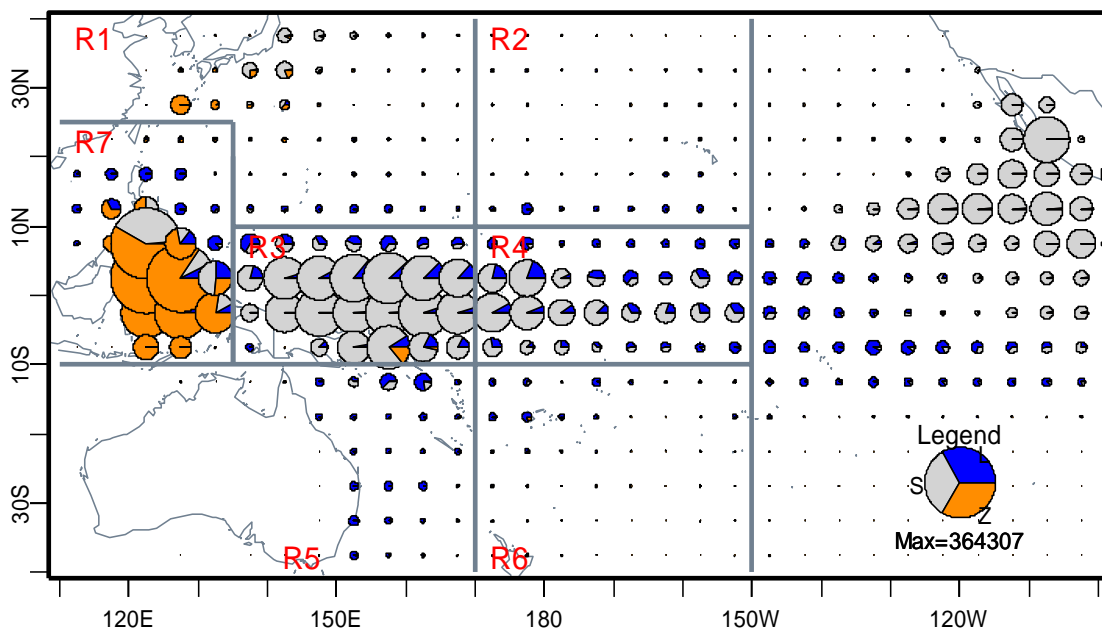 R1
R2
R7
R3
R4
R5
R6
30N
10N
10S
30S
Legend
L
S
Z
Max=364307
120E
150E
180
150W
120W